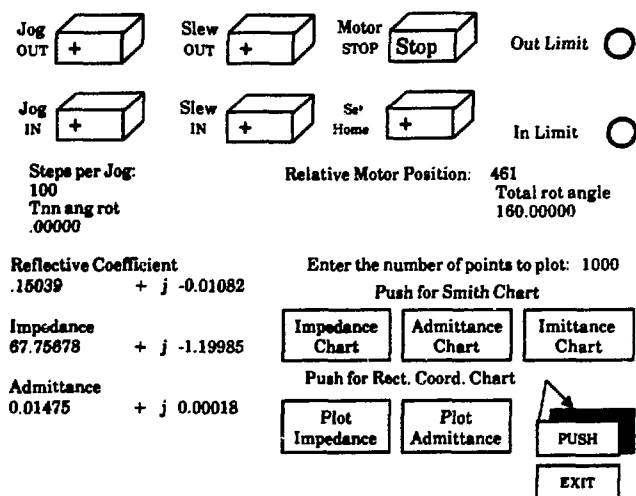 Jog OUT + Slew OUT + Motor STOP Stop Out Limit
Jog IN + Slew IN + Home + In Limit
Steps per Jog: Relative Motor Position: 461
100 Total rot angle
Tnn ang rot 160.00000
.00000
Reflective Coefficient Enter the number of points to plot: 1000
.15039 + j -0.01082
Push for Smith Chart
Impedance Impedance Chart Admittance Chart Imittance Chart
67.75678 + j -1.19985
Push for Rect. Coord. Chart
Admittance
0.01475 + j 0.00018
Plot Impedance Plot Admittance PUSH
EXIT